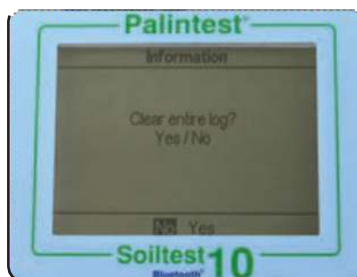 Palintest®
Information
Clear entire log?
Yes / No
No Yes
Soiltest 10
Bluetooth®